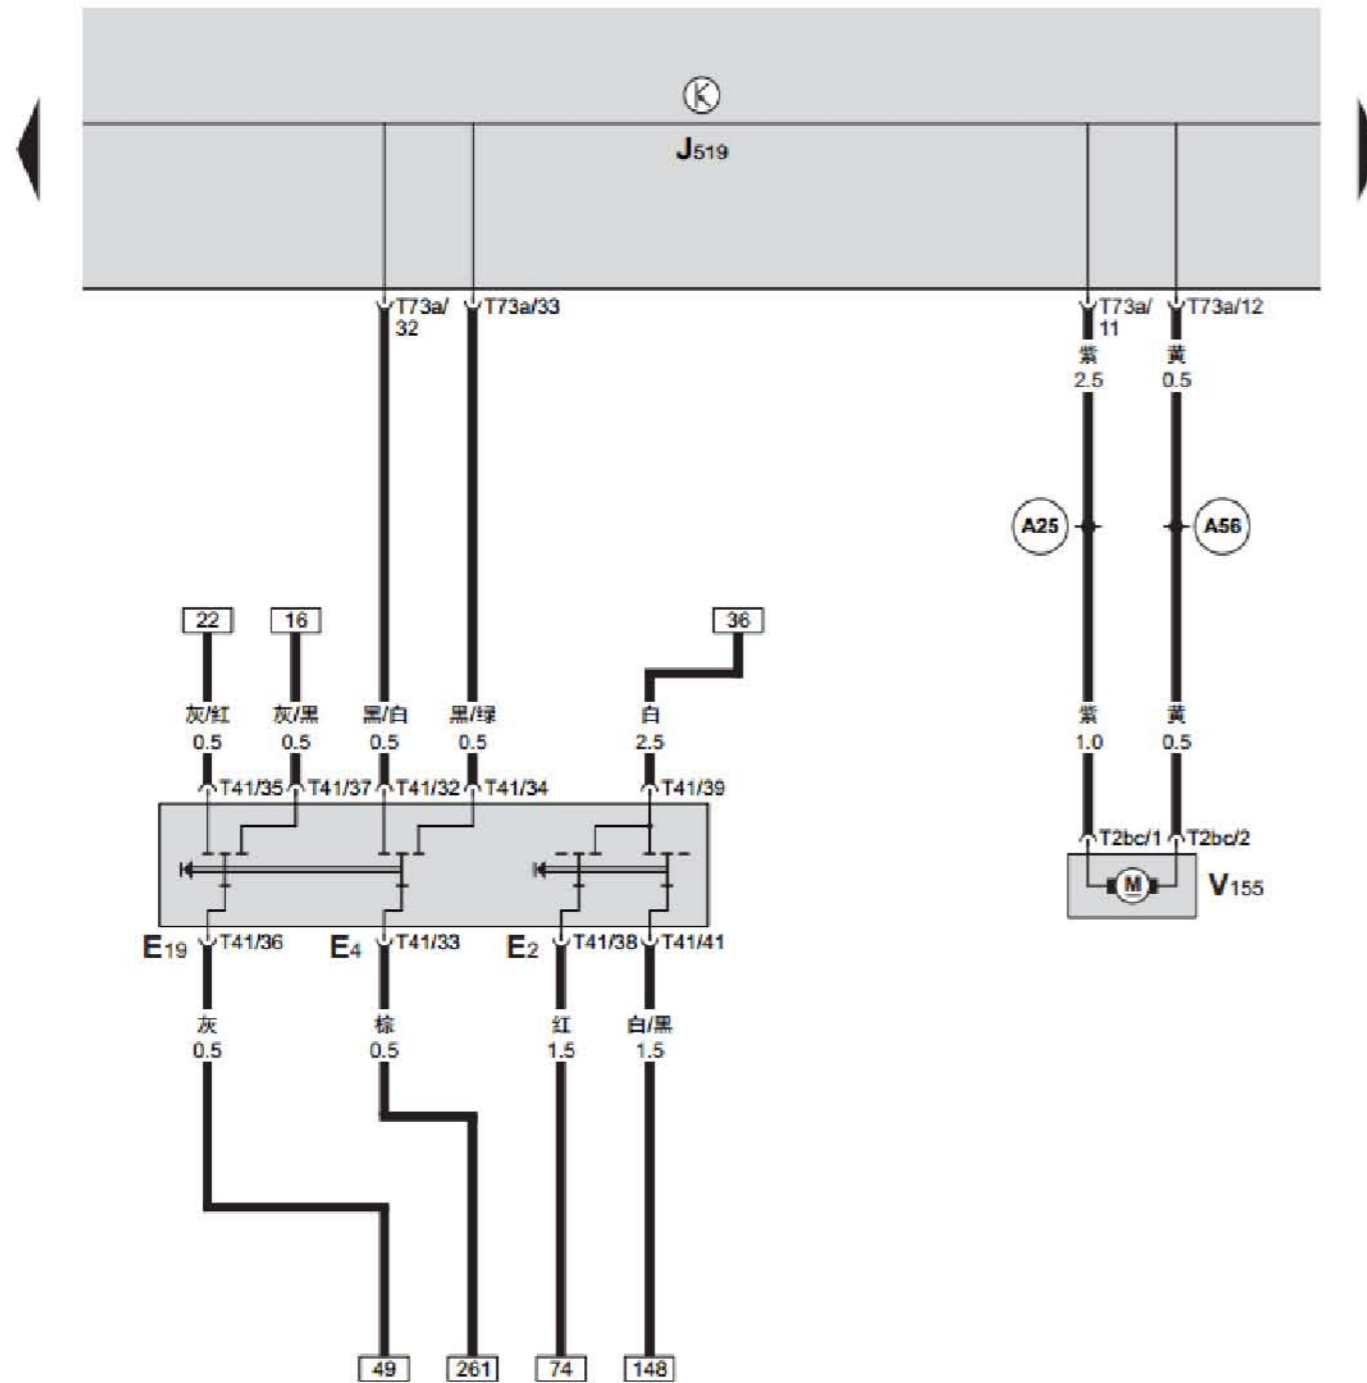 K
J519
T73a/ T73a/33 T73a/ T73a/12
32 11
紫 黄
2.5 0.5
A25 A56
22 16 36
灰/红 灰/黑 黑/白 黑/绿 白 紫 黄
0.5 0.5 0.5 0.5 2.5 1.0 0.5
T41/35 T41/37 T41/32 T41/34 T41/39
T2bc/1 T2bc/2
M V155
E19 T41/36 E4 T41/33 E2 T41/38 T41/41
灰 棕 红 白/黑
0.5 0.5 1.5 1.5
49 261 74 148